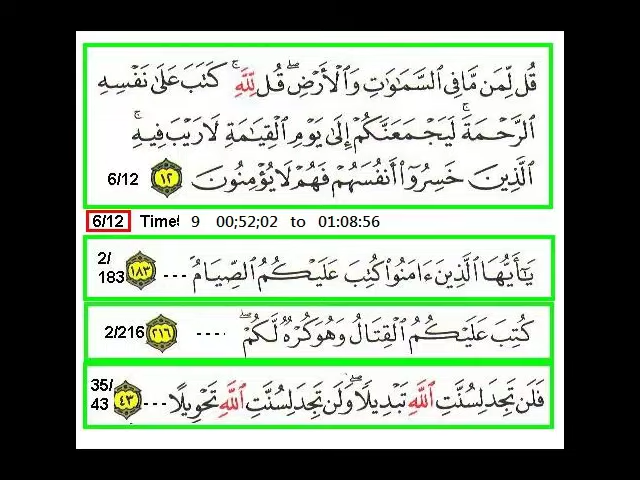 قُل لِّمَن مَّا فِى ٱلسَّمَٰوَٰتِ وَٱلْأَرْضِۖ قُل لِّلَّهِۚ كَتَبَ عَلَىٰ نَفْسِهِ
ٱلرَّحْمَةَۚ لَيَجْمَعَنَّكُمْ إِلَىٰ يَوْمِ ٱلْقِيَٰمَةِ لَا رَيْبَ فِيهِۚ
ٱلَّذِينَ خَسِرُوٓا۟ أَنفُسَهُمْ فَهُمْ لَا يُؤْمِنُونَ ١٢ 6/12
6/12 Time: 9 00;52;02 to 01:08:56
يَٰٓأَيُّهَا ٱلَّذِينَ ءَامَنُوا۟ كُتِبَ عَلَيْكُمُ ٱلصِّيَامُ --- ١٨٣ 2/183
كُتِبَ عَلَيْكُمُ ٱلْقِتَالُ وَهُوَ كُرْهٌ لَّكُمْۖ ---- ٢١٦ 2/216
فَلَن تَجِدَ لِسُنَّتِ ٱللَّهِ تَبْدِيلًاۖ وَلَن تَجِدَ لِسُنَّتِ ٱللَّهِ تَحْوِيلًا --- ٤٣ 35/43